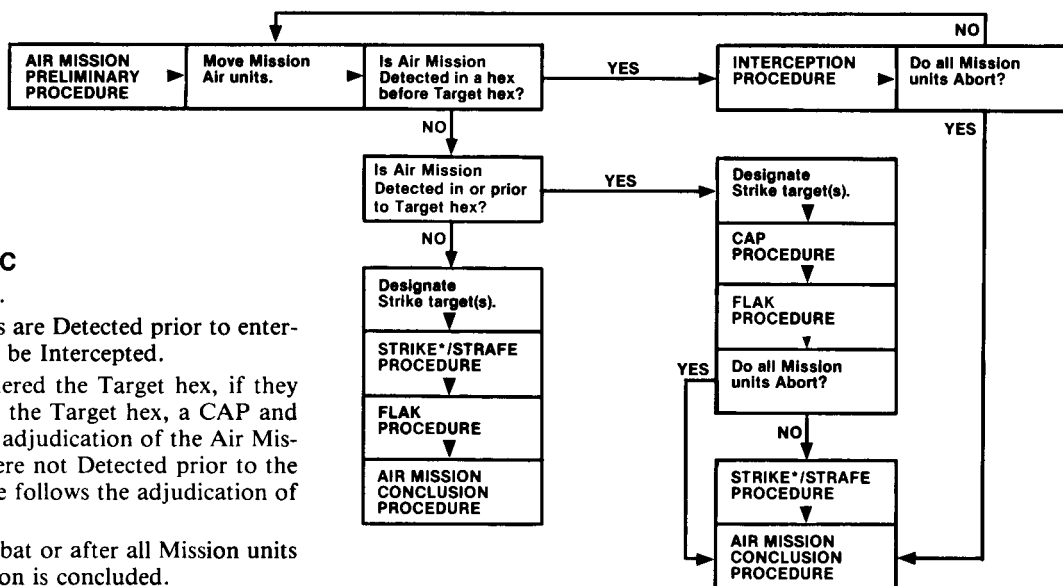 NO
AIR MISSION
PRELIMINARY
PROCEDURE
Move Mission
Air units.
Is Air Mission
Detected in a hex
before Target hex?
YES
INTERCEPTION
PROCEDURE
Do all Mission
units Abort?
NO
YES
Is Air Mission
Detected in or prior
to Target hex?
YES
NO
Designate
Strike target(s).
STRIKE*/STRAFE
PROCEDURE
FLAK
PROCEDURE
AIR MISSION
CONCLUSION
PROCEDURE
Designate
Strike target(s).
CAP
PROCEDURE
FLAK
PROCEDURE
Do all Mission
units Abort?
YES
NO
STRIKE*/STRAFE
PROCEDURE
AIR MISSION
CONCLUSION
PROCEDURE
C
.
s are Detected prior to enter-
be Intercepted.
ered the Target hex, if they
the Target hex, a CAP and
adjudication of the Air Mis-
ere not Detected prior to the
e follows the adjudication of
bat or after all Mission units
on is concluded.